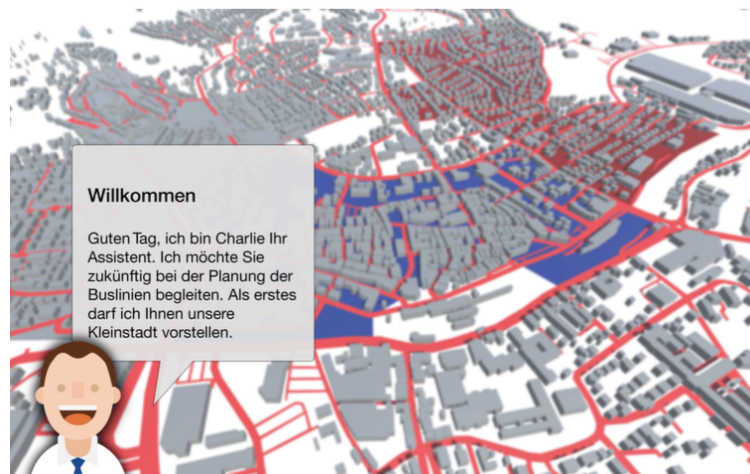 Willkommen
Guten Tag, ich bin Charlie Ihr
Assistent. Ich möchte Sie
zukünftig bei der Planung der
Buslinien begleiten. Als erstes
darf ich Ihnen unsere
Kleinstadt vorstellen.